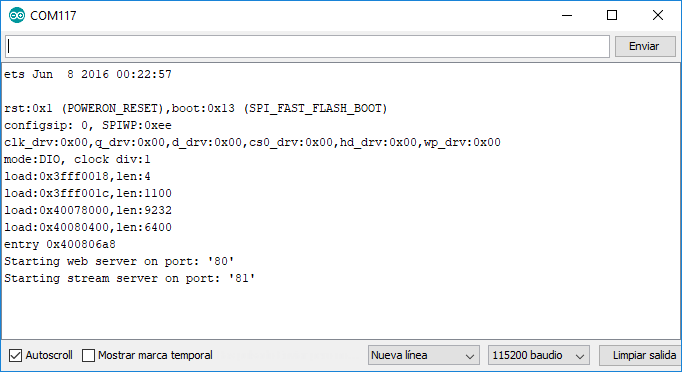 COM117
Enviar
ets Jun  8 2016 00:22:57
rst:0x1 (POWERON_RESET),boot:0x13 (SPI_FAST_FLASH_BOOT)
configsip: 0, SPIWP:0xee
clk_drv:0x00,q_drv:0x00,d_drv:0x00,cs0_drv:0x00,hd_drv:0x00,wp_drv:0x00
mode:DIO, clock div:1
load:0x3fff0018,len:4
load:0x3fff001c,len:1100
load:0x40078000,len:9232
load:0x40080400,len:6400
entry 0x400806a8
Starting web server on port: '80'
Starting stream server on port: '81'
Autoscroll Mostrar marca temporal Nueva línea 115200 baudio Limpiar salida